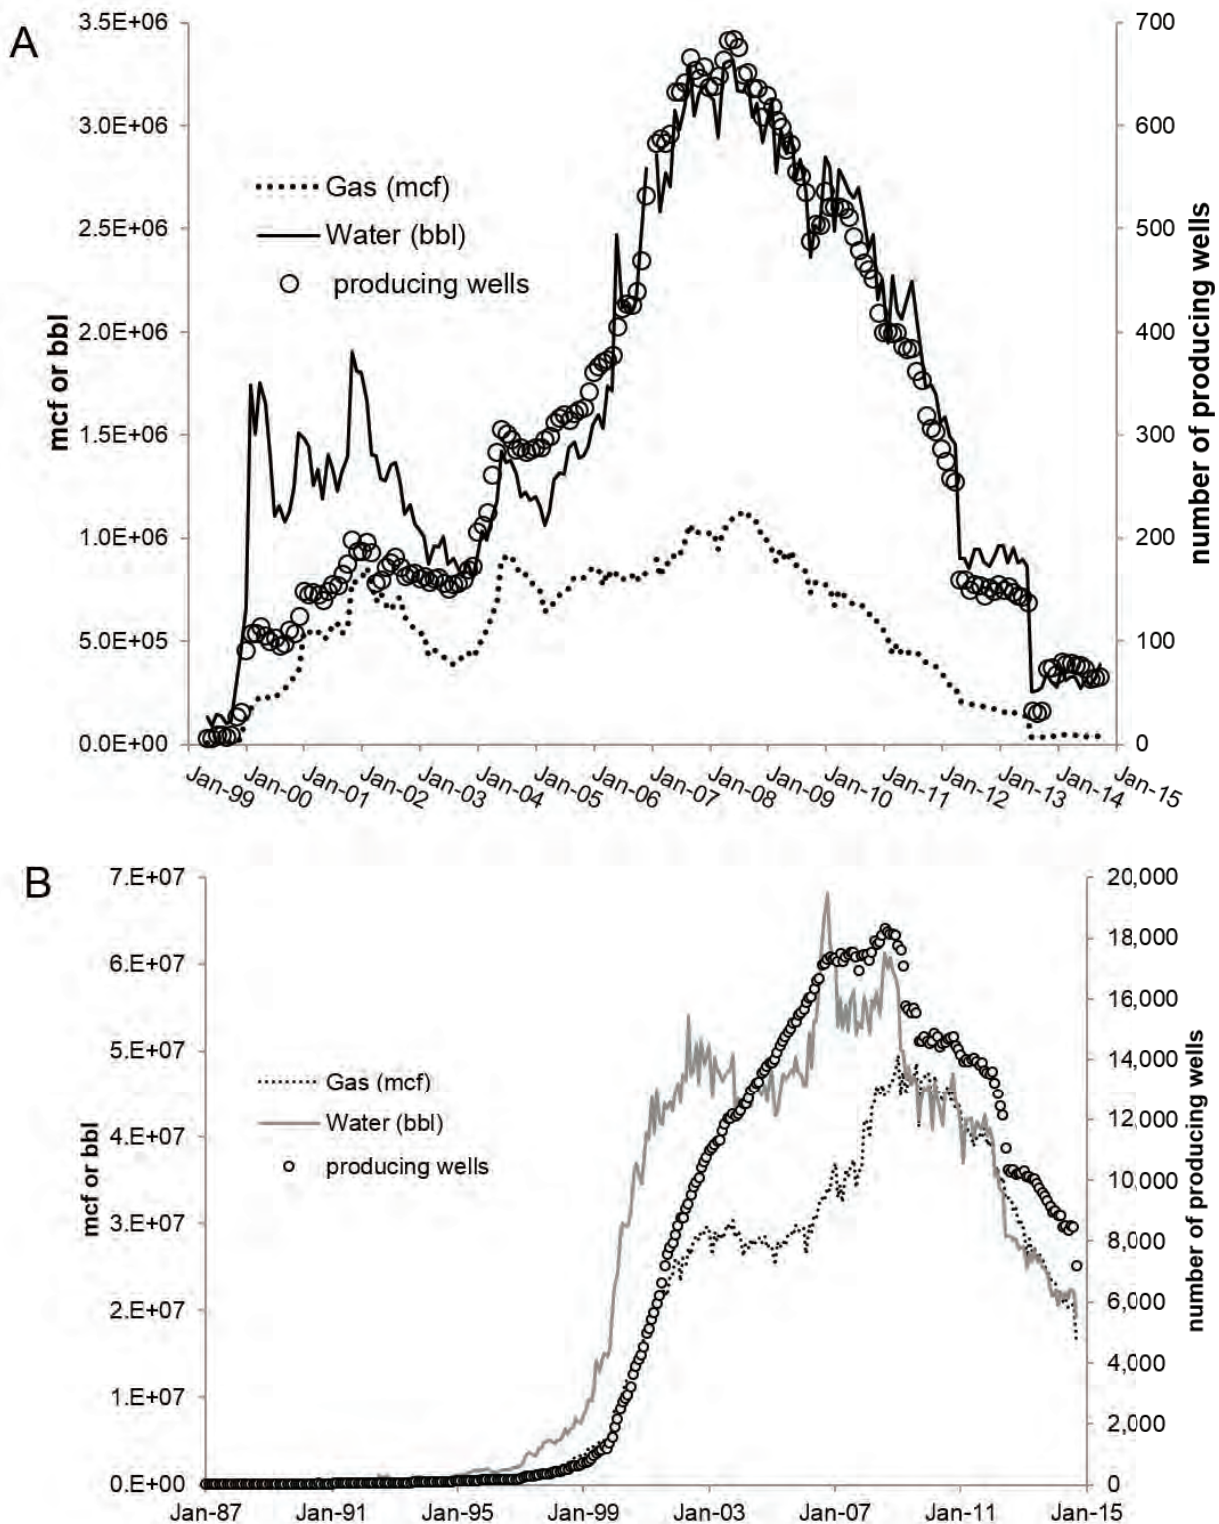 A
3.5E+06
3.0E+06
2.5E+06
2.0E+06
1.5E+06
1.0E+06
5.0E+05
0.0E+00
mcf or bbl
Gas (mcf)
Water (bbl)
producing wells
700
600
500
400
300
200
100
0
number of producing wells
Jan-99
Jan-00
Jan-01
Jan-02
Jan-03
Jan-04
Jan-05
Jan-06
Jan-07
Jan-08
Jan-09
Jan-10
Jan-11
Jan-12
Jan-13
Jan-14
Jan-15
B
7.E+07
6.E+07
5.E+07
4.E+07
3.E+07
2.E+07
1.E+07
0.E+00
mcf or bbl
Gas (mcf)
Water (bbl)
producing wells
20,000
18,000
16,000
14,000
12,000
10,000
8,000
6,000
4,000
2,000
0
number of producing wells
Jan-87
Jan-91
Jan-95
Jan-99
Jan-03
Jan-07
Jan-11
Jan-15